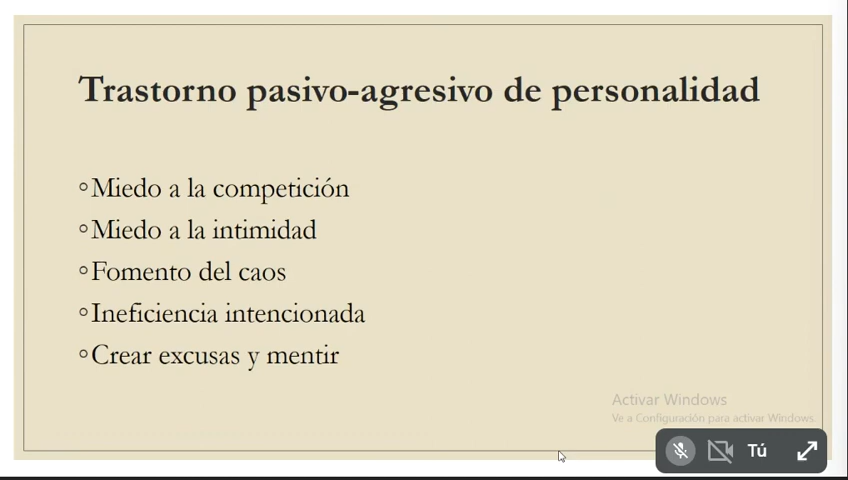 Trastorno pasivo-agresivo de personalidad
Miedo a la competición
Miedo a la intimidad
Fomento del caos
Ineficiencia intencionada
Crear excusas y mentir
Activar Windows
Ve a Configuración para activar Windows.
Tú